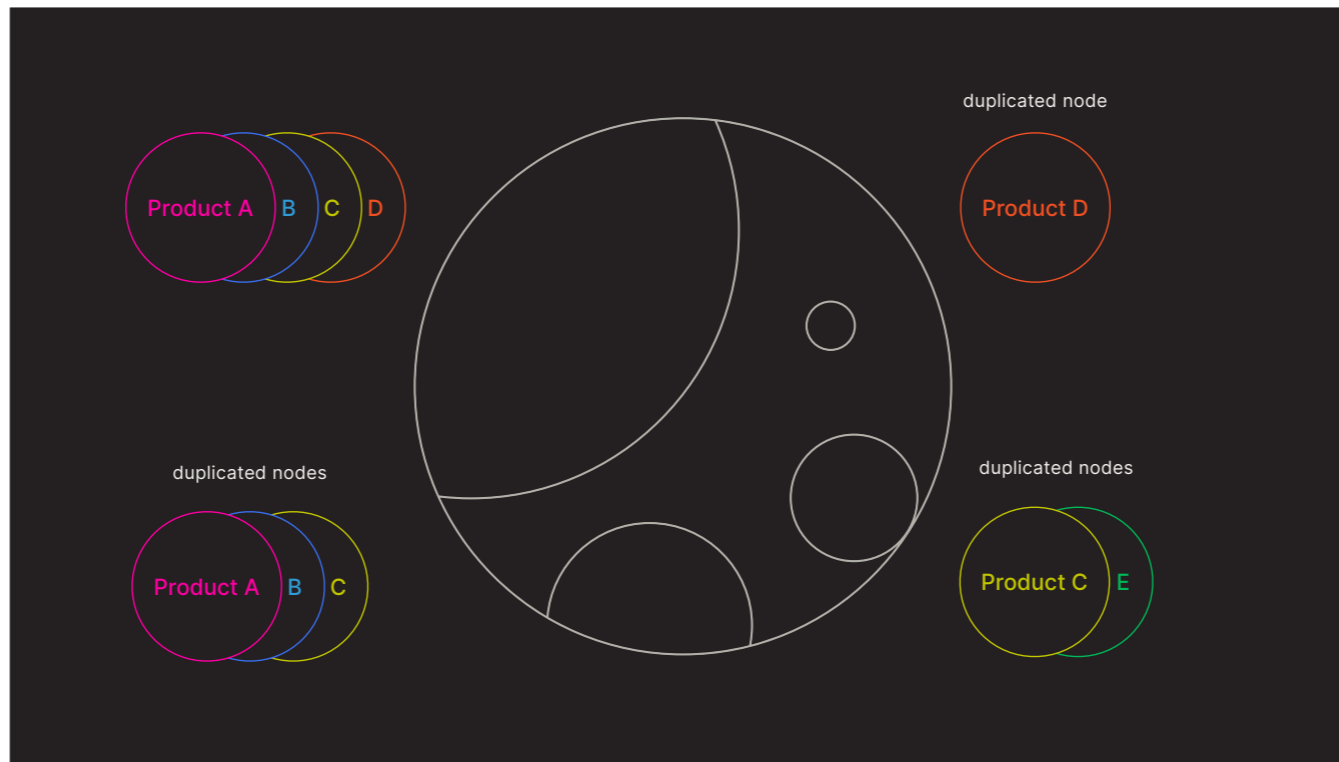 duplicated node
Product A B C D
Product D
duplicated nodes
duplicated nodes
Product A B C
Product C E